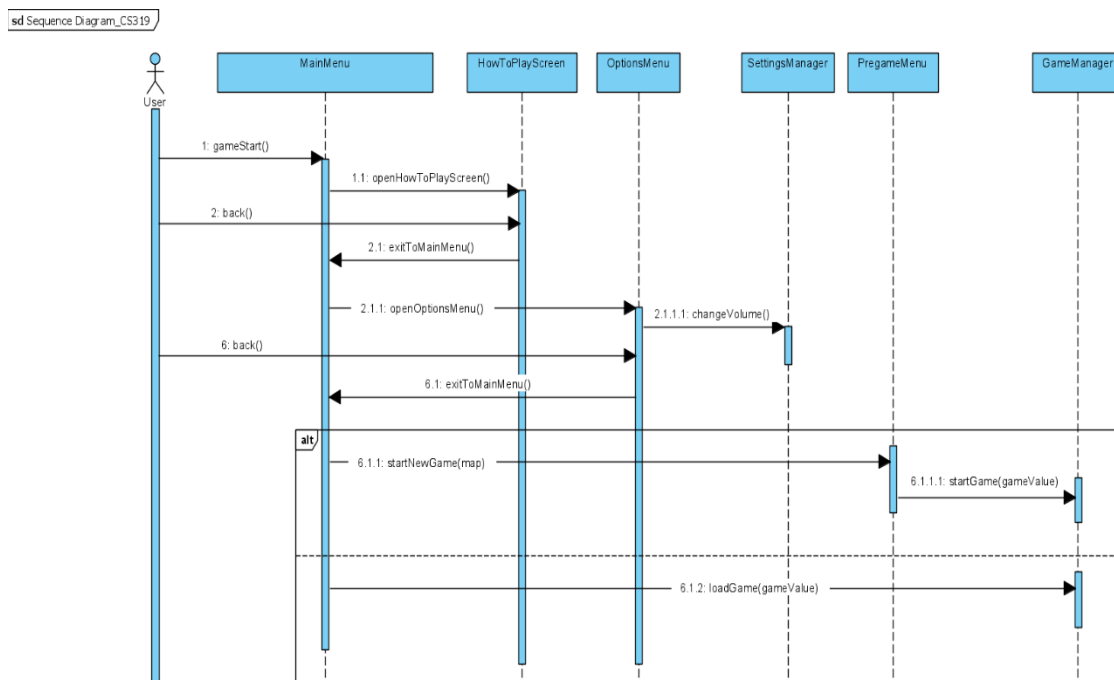 sd Sequence Diagram_CS319
MainMenu
HowToPlayScreen
OptionsMenu
SettingsManager
PregameMenu
GameManager
User
1: gameStart()
1.1: openHowToPlayScreen()
2: back()
2.1: exitToMainMenu()
2.1.1: openOptionsMenu()
2.1.1.1: changeVolume()
6: back()
6.1: exitToMainMenu()
alt
6.1.1: startNewGame(map)
6.1.1.1: startGame(gameValue)
6.1.2: loadGame(gameValue)